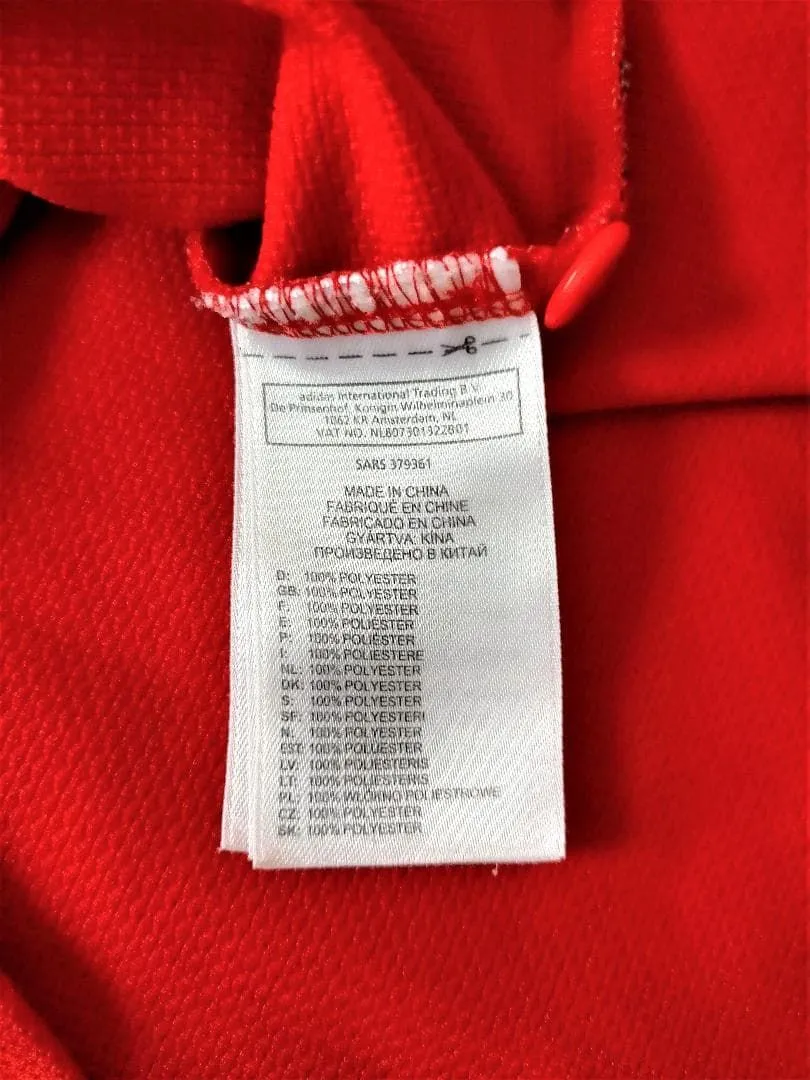 adidas International Trading B.V.
De Prinsenhof, Koingin Wilhelminaplein 30
1062 KR Amsterdam, NL
VAT NO. NL807301322B01
SARS 379361
MADE IN CHINA
FABRIQUÉ EN CHINE
FABRICADO EN CHINA
GYÁRTVA: KÍNA
ПРОИЗВЕДЕНО В КИТАЙ
D: 100% POLYESTER
GB: 100% POLYESTER
F: 100% POLYESTER
E: 100% POLIESTER
P: 100% POLIÉSTER
I: 100% POLIESTERE
NL: 100% POLYESTER
DK: 100% POLYESTER
S: 100% POLYESTER
SF: 100% POLYESTERI
N: 100% POLYESTER
EST: 100% POLÜESTER
LV: 100% POLIESTERIS
LT: 100% POLIESTERIS
PL: 100% WŁÓKNO POLIESTROWE
CZ: 100% POLYESTER
SK: 100% POLYESTER